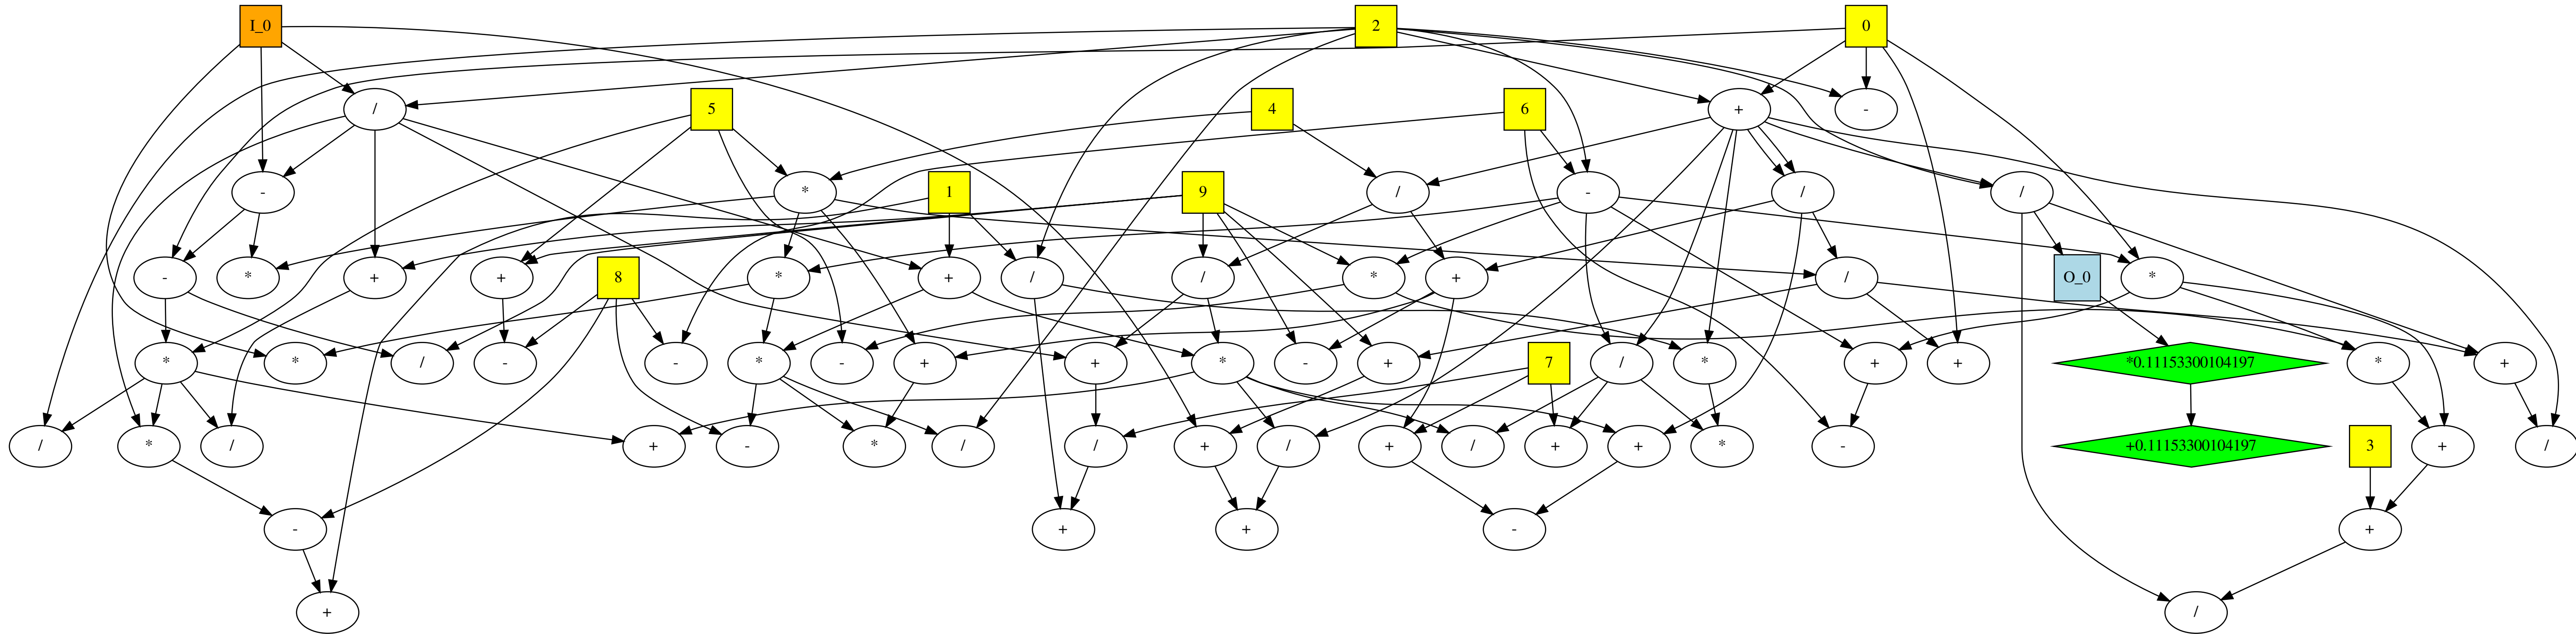 I_0 2 0
/ 5 4 6 + -
- * 1 9 / - / /
- * + + 8 * + / / * + / O_0 *
* * / - - * - + + * - + 7 / * + + *0.11153300104197 * +
/ * / + - * / / + / + / + + * - +0.11153300104197 3 + /
- + + - +
+ /